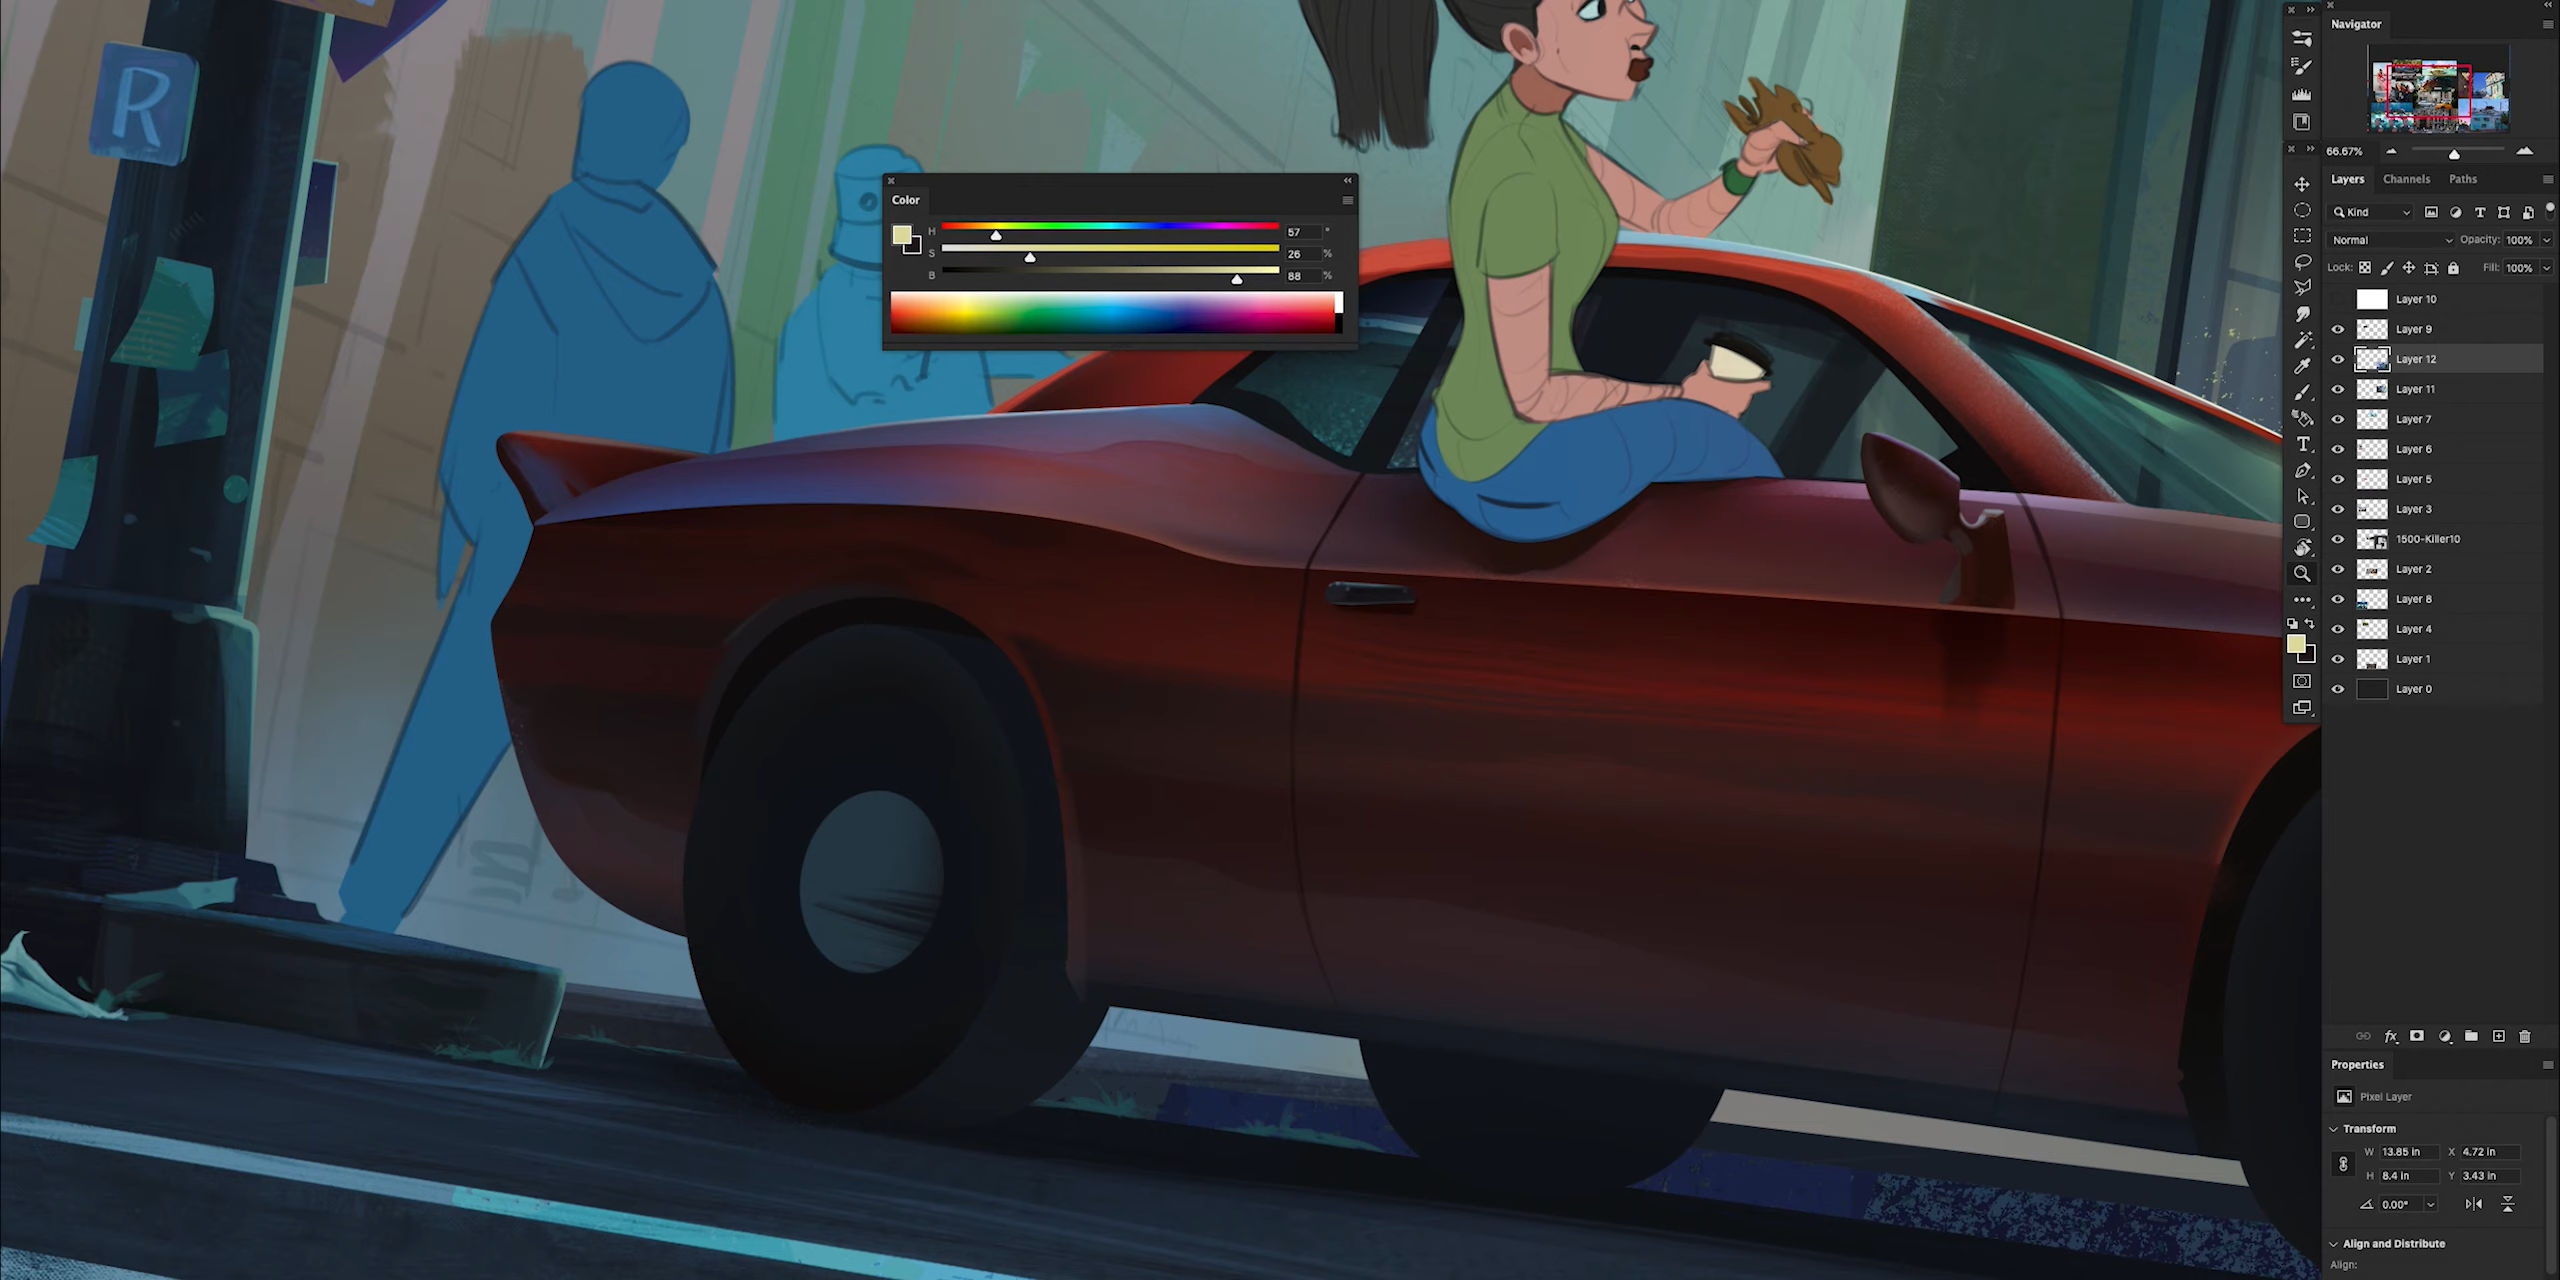 R
Color
H 57 °
S 26 %
B 88 %
Navigator
66.67%
Layers Channels Paths
Kind
Normal Opacity: 100%
Lock: Fill: 100%
Layer 10
Layer 9
Layer 12
Layer 11
Layer 7
Layer 6
Layer 5
Layer 3
1500-Killer10
Layer 2
Layer 8
Layer 4
Layer 1
Layer 0
fx
Properties
Pixel Layer
Transform
W 13.85 in X 4.72 in
H 8.4 in Y 3.43 in
0.00°
Align and Distribute
Align: